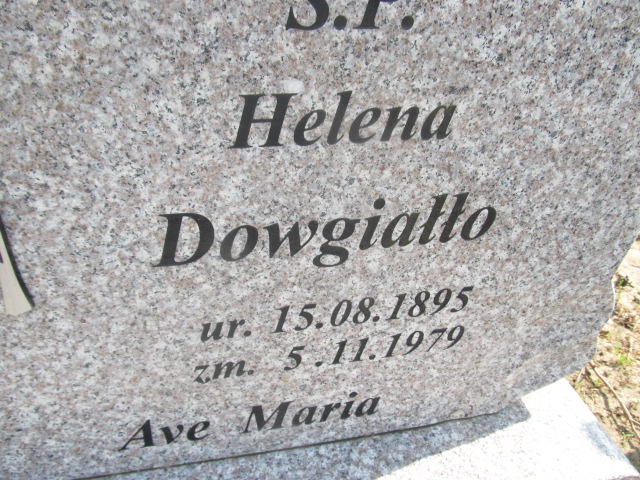 Ś.P.
Helena
Dowgiałło
ur. 15.08.1895
zm. 5.11.1979
Ave Maria